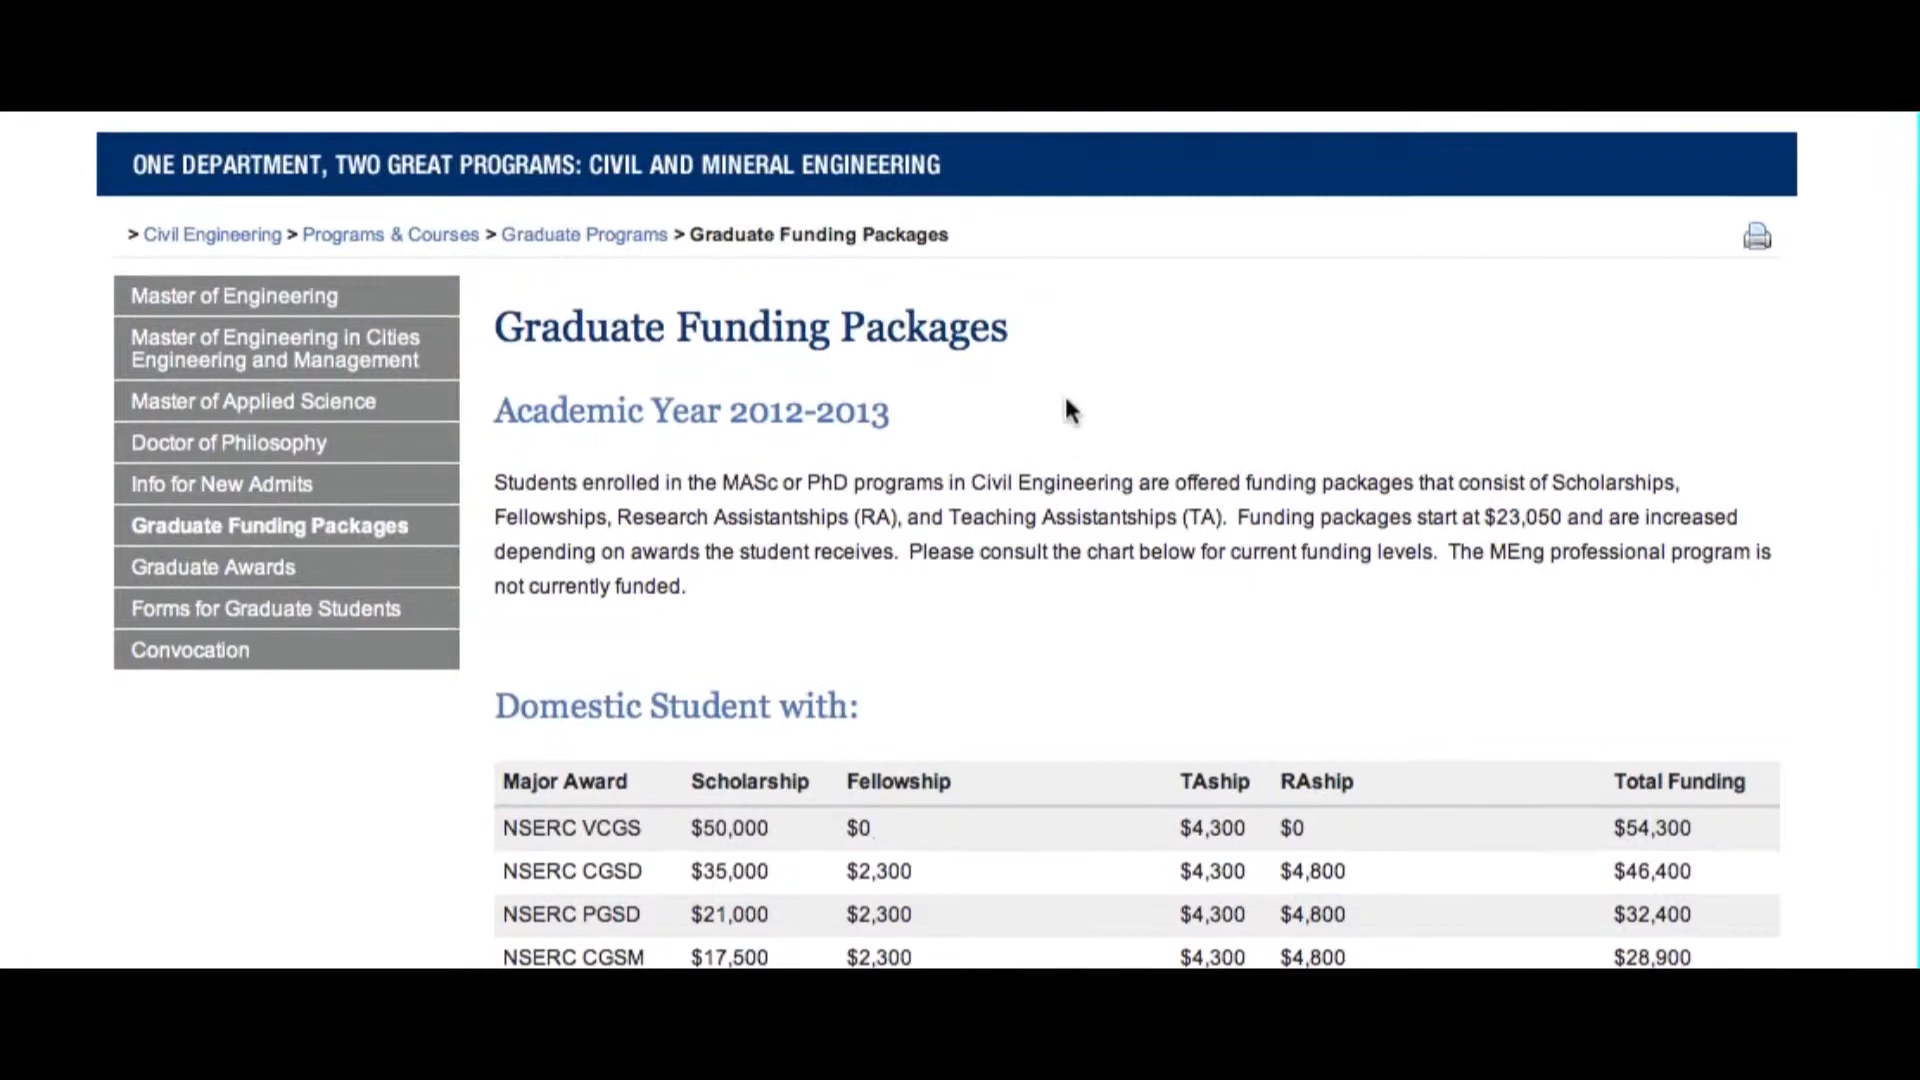 ONE DEPARTMENT, TWO GREAT PROGRAMS: CIVIL AND MINERAL ENGINEERING
> Civil Engineering > Programs & Courses > Graduate Programs > Graduate Funding Packages
Master of Engineering
Master of Engineering in Cities
Engineering and Management
Master of Applied Science
Doctor of Philosophy
Info for New Admits
Graduate Funding Packages
Graduate Awards
Forms for Graduate Students
Convocation
Graduate Funding Packages
Academic Year 2012-2013
Students enrolled in the MASc or PhD programs in Civil Engineering are offered funding packages that consist of Scholarships,
Fellowships, Research Assistantships (RA), and Teaching Assistantships (TA).  Funding packages start at $23,050 and are increased
depending on awards the student receives.  Please consult the chart below for current funding levels.  The MEng professional program is
not currently funded.
Domestic Student with:
Major Award Scholarship Fellowship TAship RAship Total Funding
NSERC VCGS $50,000 $0 $4,300 $0 $54,300
NSERC CGSD $35,000 $2,300 $4,300 $4,800 $46,400
NSERC PGSD $21,000 $2,300 $4,300 $4,800 $32,400
NSERC CGSM $17,500 $2,300 $4,300 $4,800 $28,900